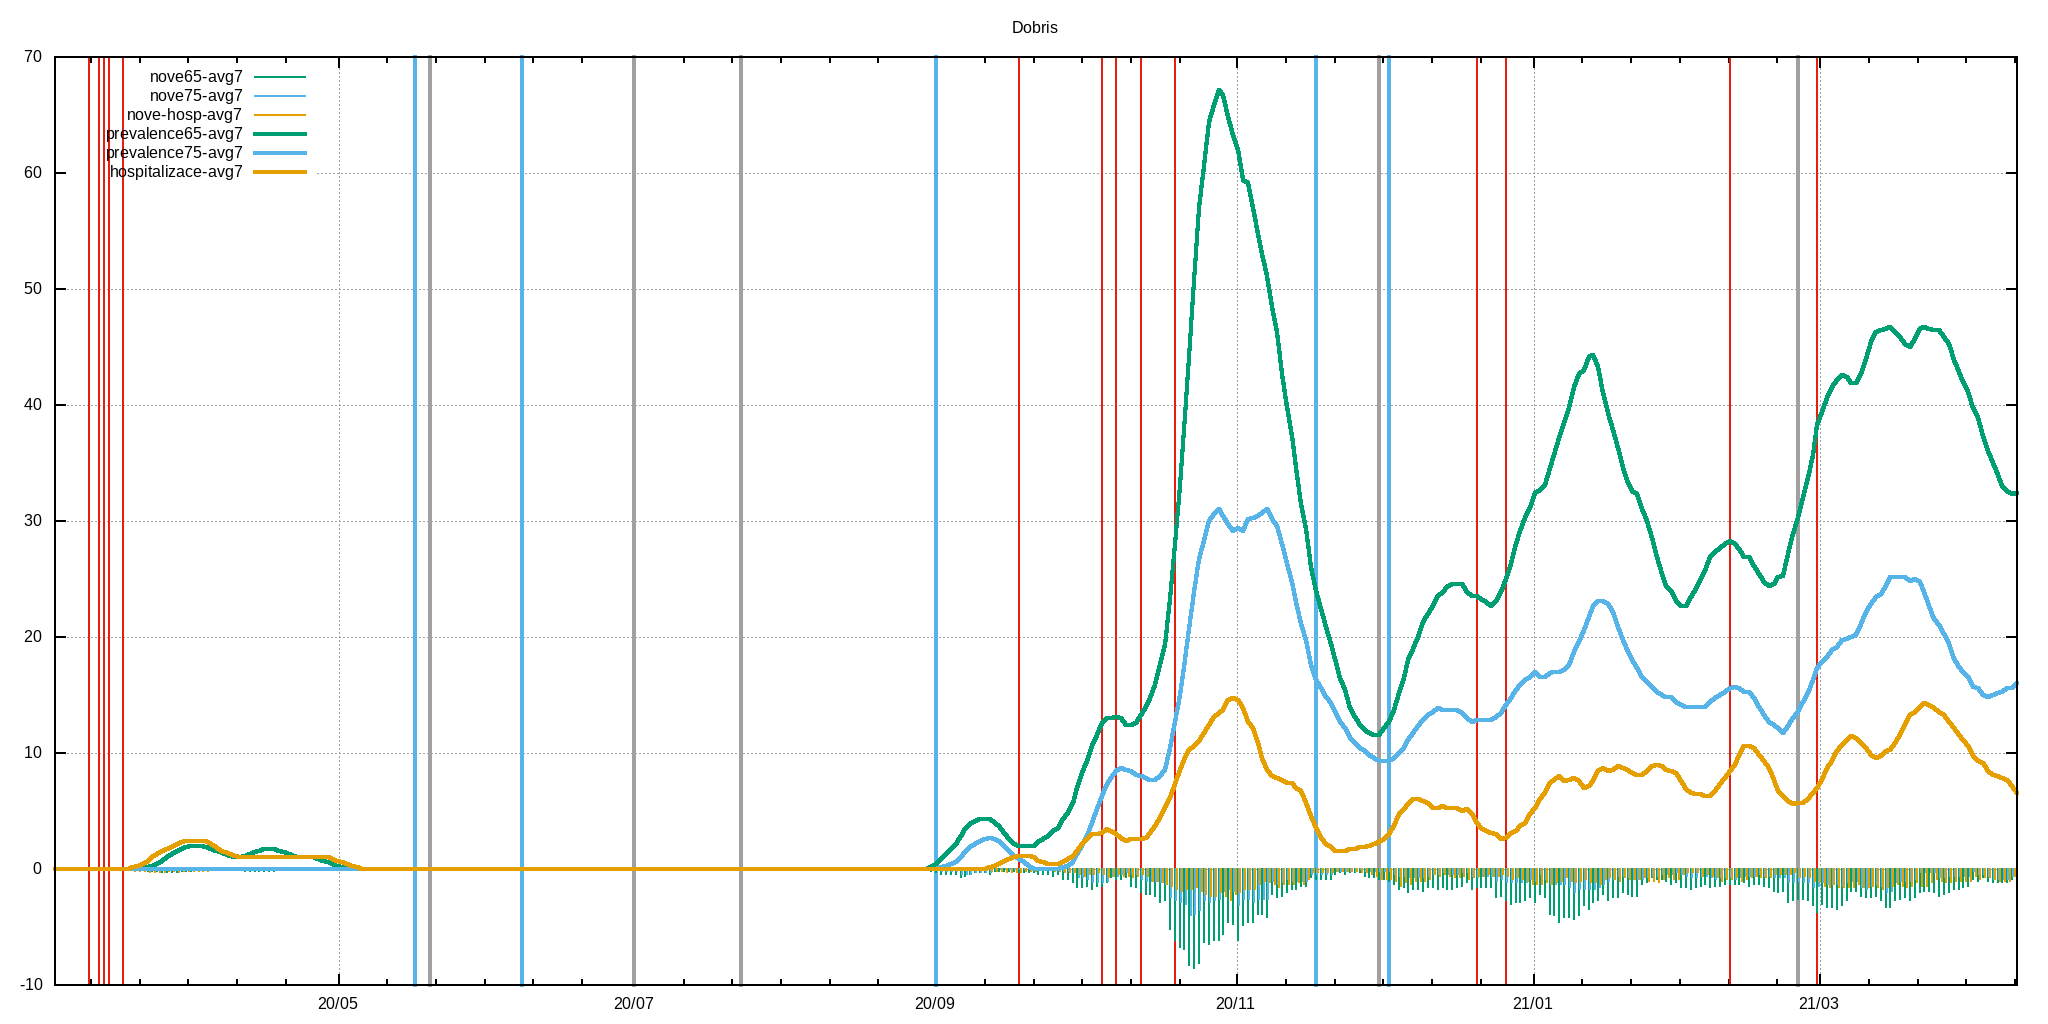 Dobris
70
nove65-avg7
nove75-avg7
nove-hosp-avg7
prevalence65-avg7
prevalence75-avg7
hospitalizace-avg7
60
50
40
30
20
10
0
-10
20/05 20/07 20/09 20/11 21/01 21/03